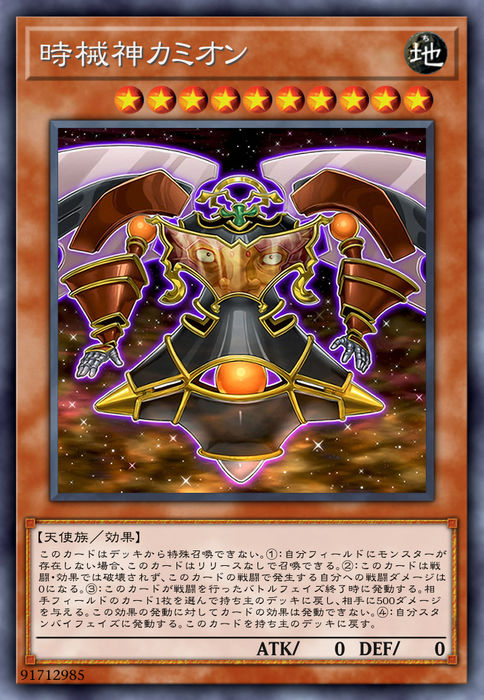 時械神カミオン
ち
地
【天使族／効果】
このカードはデッキから特殊召喚できない。①：自分フィールドにモンスターが
存在しない場合、このカードはリリースなしで召喚できる。②：このカードは戦
闘・効果では破壊されず、このカードの戦闘で発生する自分への戦闘ダメージは
0になる。③：このカードが戦闘を行ったバトルフェイズ終了時に発動する。相
手フィールドのカード1枚を選んで持ち主のデッキに戻し、相手に500ダメージ
を与える。この効果の発動に対してカードの効果は発動できない。④：自分スタ
ンバイフェイズに発動する。このカードを持ち主のデッキに戻す。
ATK/ 0 DEF/ 0
91712985